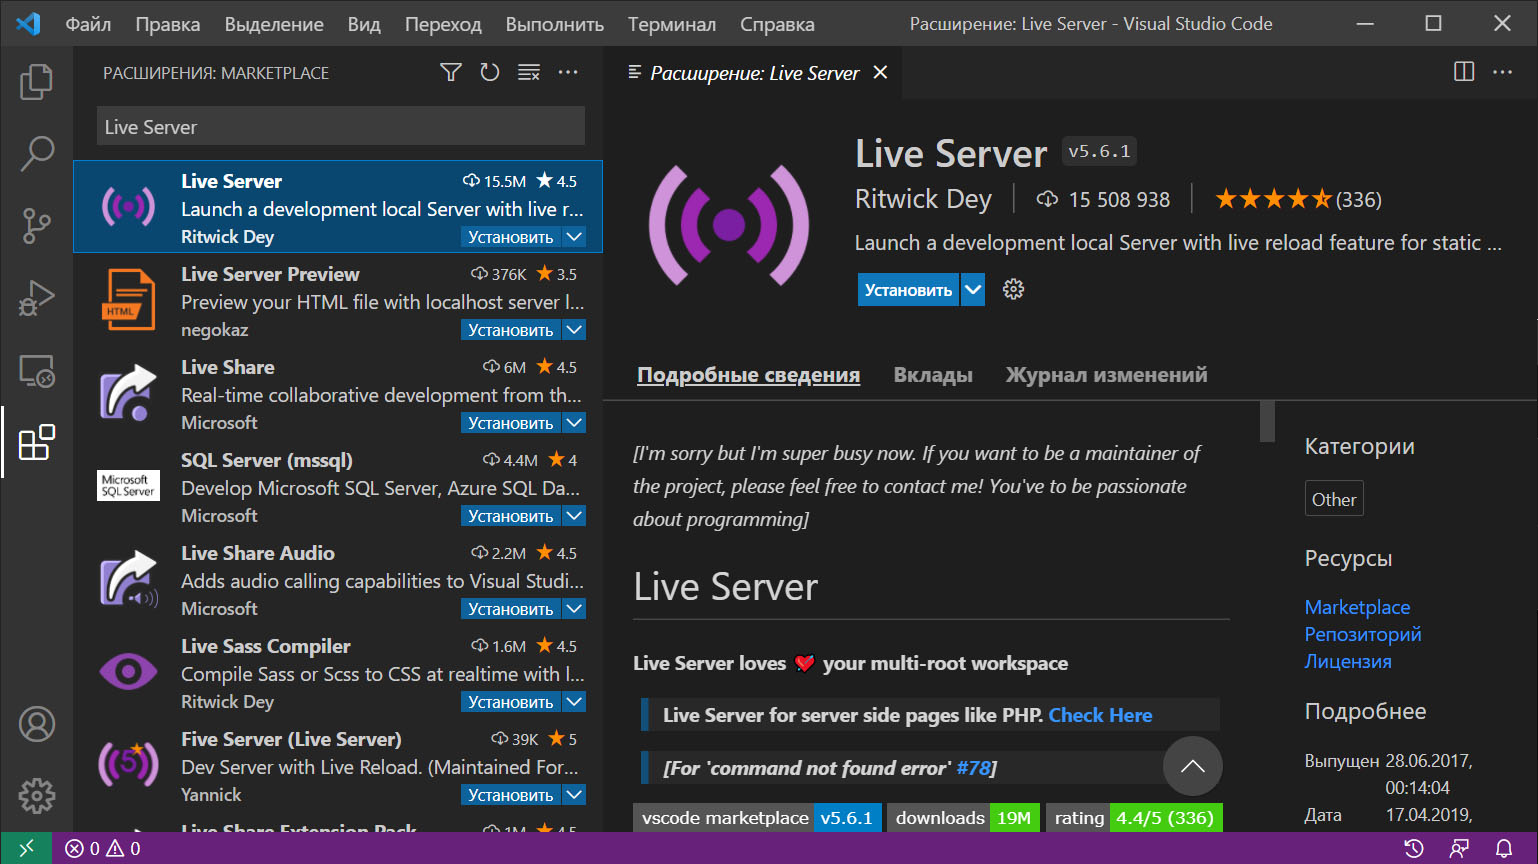 Файл Правка Выделение Вид Переход Выполнить Терминал Справка Расширение: Live Server - Visual Studio Code
РАСШИРЕНИЯ: MARKETPLACE
Live Server
Live Server 15.5M 4.5
Launch a development local Server with live r...
Ritwick Dey Установить
Live Server Preview 376K 3.5
Preview your HTML file with localhost server l...
negokaz Установить
HTML
Live Share 6M 4.5
Real-time collaborative development from th...
Microsoft Установить
SQL Server (mssql) 4.4M 4
Develop Microsoft SQL Server, Azure SQL Da...
Microsoft Установить
Microsoft
SQL Server
Live Share Audio 2.2M 4.5
Adds audio calling capabilities to Visual Studi...
Microsoft Установить
Live Sass Compiler 1.6M 4.5
Compile Sass or Scss to CSS at realtime with l...
Ritwick Dey Установить
Five Server (Live Server) 39K 5
Dev Server with Live Reload. (Maintained For...
Yannick Установить
5
Live Share Extension Pack 1M 4.5
Расширение: Live Server
Live Server v5.6.1
Ritwick Dey 15 508 938 (336)
Launch a development local Server with live reload feature for static ...
Установить
Подробные сведения Вклады Журнал изменений
[I'm sorry but I'm super busy now. If you want to be a maintainer of
the project, please feel free to contact me! You've to be passionate
about programming]
Live Server
Live Server loves your multi-root workspace
Live Server for server side pages like PHP. Check Here
[For 'command not found error' #78]
vscode marketplace v5.6.1 downloads 19M rating 4.4/5 (336)
Категории
Other
Ресурсы
Marketplace
Репозиторий
Лицензия
Подробнее
Выпущен 28.06.2017,
00:14:04
Дата 17.04.2019,
0 0